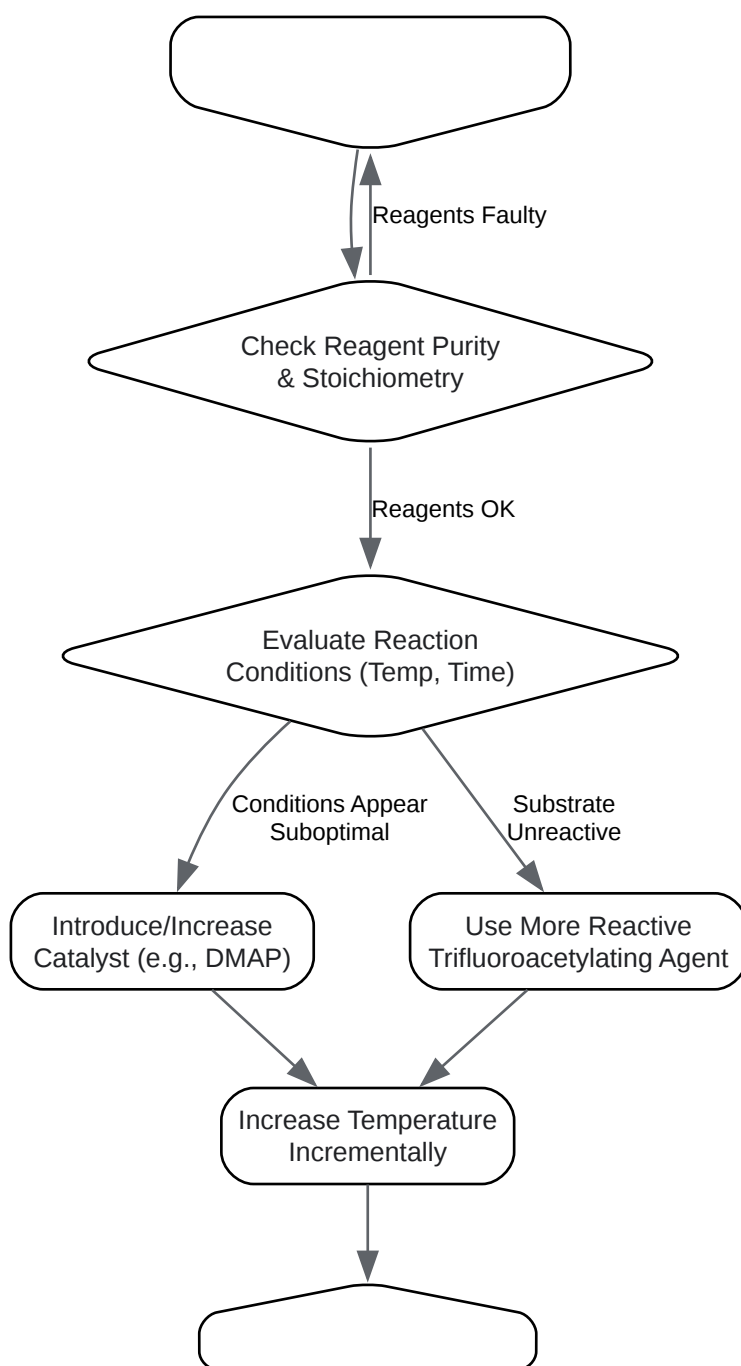 Reagents Faulty
Check Reagent Purity
& Stoichiometry
Reagents OK
Evaluate Reaction
Conditions (Temp, Time)
Conditions Appear
Suboptimal
Substrate
Unreactive
Introduce/Increase
Catalyst (e.g., DMAP)
Use More Reactive
Trifluoroacetylating Agent
Increase Temperature
Incrementally